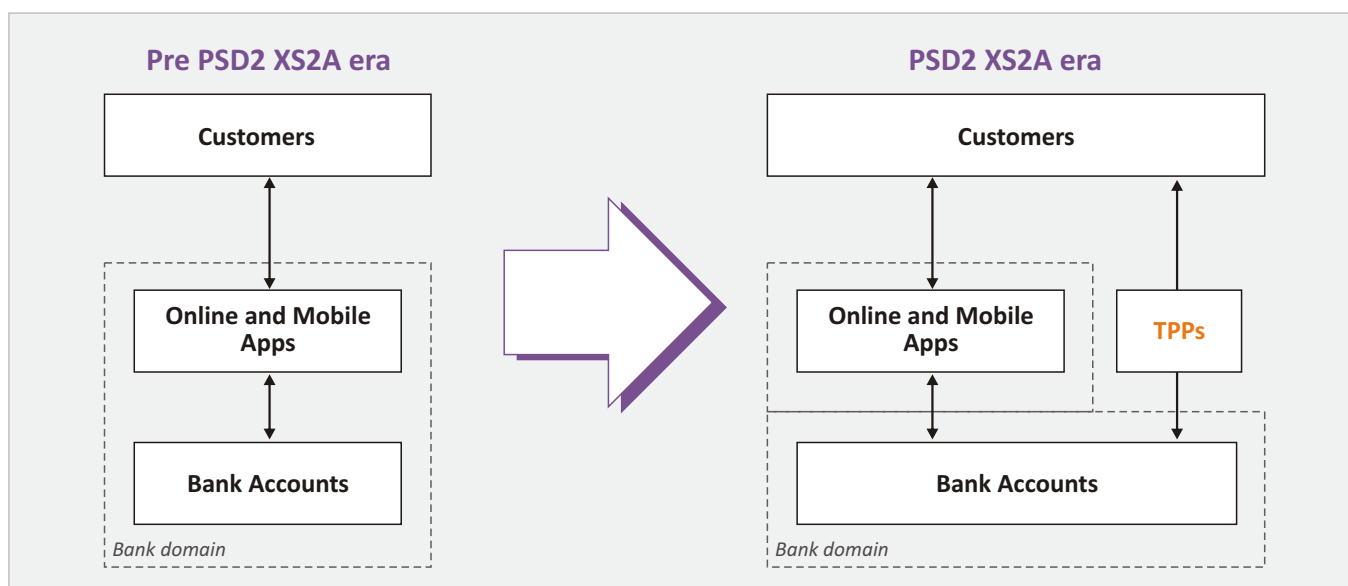 Pre PSD2 XS2A era
Customers
Online and Mobile
Apps
Bank Accounts
Bank domain
PSD2 XS2A era
Customers
Online and Mobile
Apps
TPPs
Bank Accounts
Bank domain